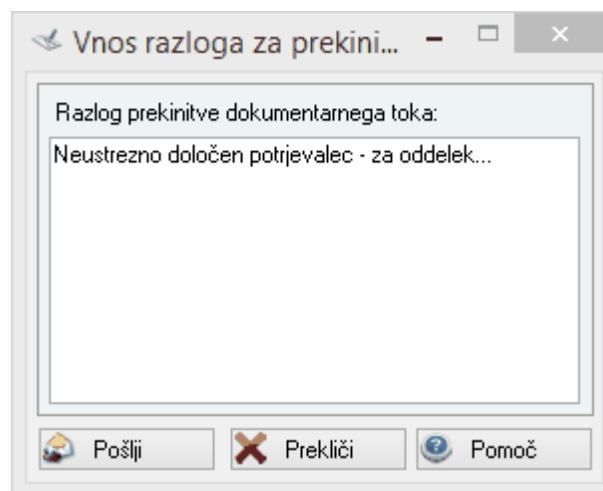 Vnos razloga za prekini...
Razlog prekinitve dokumentarnega toka:
Neustrezno določen potrjevalec - za oddelek...
Pošlji
Prekliči
Pomoč